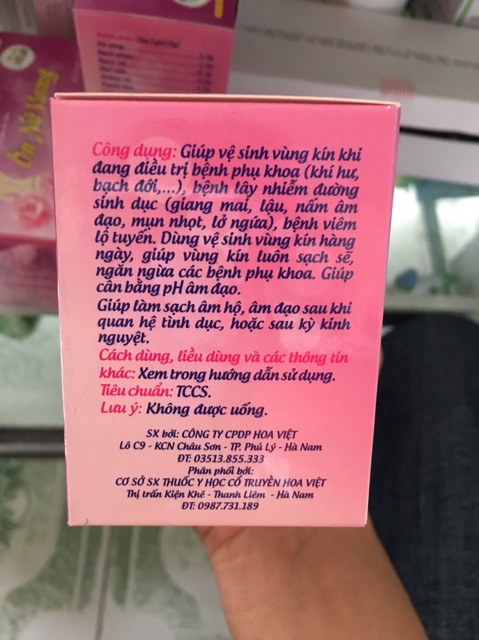 Ôn Nữ Vương
Công dụng: Giúp vệ sinh vùng kín khi
đang điều trị bệnh phụ khoa (khí hư,
bạch đới,...), bệnh lây nhiễm đường
sinh dục (giang mai, lậu, nấm âm
đạo, mụn nhọt, lở ngứa), bệnh viêm
lộ tuyến. Dùng vệ sinh vùng kín hàng
ngày, giúp vùng kín luôn sạch sẽ,
ngăn ngừa các bệnh phụ khoa. Giúp
cân bằng pH âm đạo.
Giúp làm sạch âm hộ, âm đạo sau khi
quan hệ tình dục, hoặc sau kỳ kinh
nguyệt.
Cách dùng, liều dùng và các thông tin
khác: Xem trong hướng dẫn sử dụng.
Tiêu chuẩn: TCCS.
Lưu ý: Không được uống.
SX bởi: CÔNG TY CPDP HOA VIỆT
Lô C9 - KCN Châu Sơn - TP. Phủ Lý - Hà Nam
ĐT: 03513.855.333
Phân phối bởi:
CƠ SỞ SX THUỐC Y HỌC CỔ TRUYỀN HOA VIỆT
Thị trấn Kiện Khê - Thanh Liêm - Hà Nam
ĐT: 0987.731.189